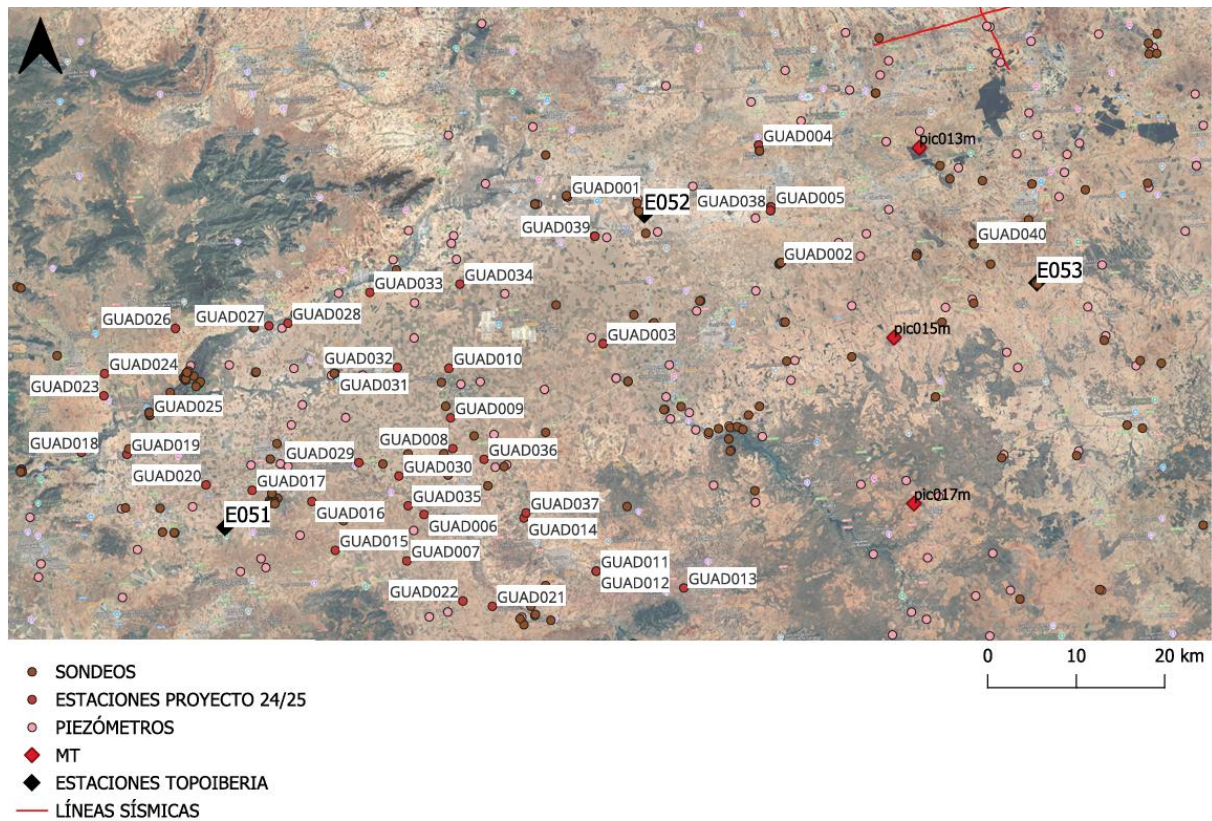 GUAD004
pic013m
GUAD001
E052
GUAD038
GUAD005
GUAD039
GUAD040
GUAD002
E053
GUAD033
GUAD034
GUAD026
GUAD027
GUAD028
GUAD003
pic015m
GUAD024
GUAD032
GUAD010
GUAD023
GUAD031
GUAD025
GUAD009
GUAD018
GUAD019
GUAD008
GUAD029
GUAD036
GUAD020
GUAD030
GUAD017
pic017m
E051
GUAD016
GUAD035
GUAD037
GUAD006
GUAD014
GUAD015
GUAD007
GUAD011
GUAD012
GUAD013
GUAD022
GUAD021
0 10 20 km
SONDEOS
ESTACIONES PROYECTO 24/25
PIEZÓMETROS
MT
ESTACIONES TOPOIBERIA
LÍNEAS SÍSMICAS